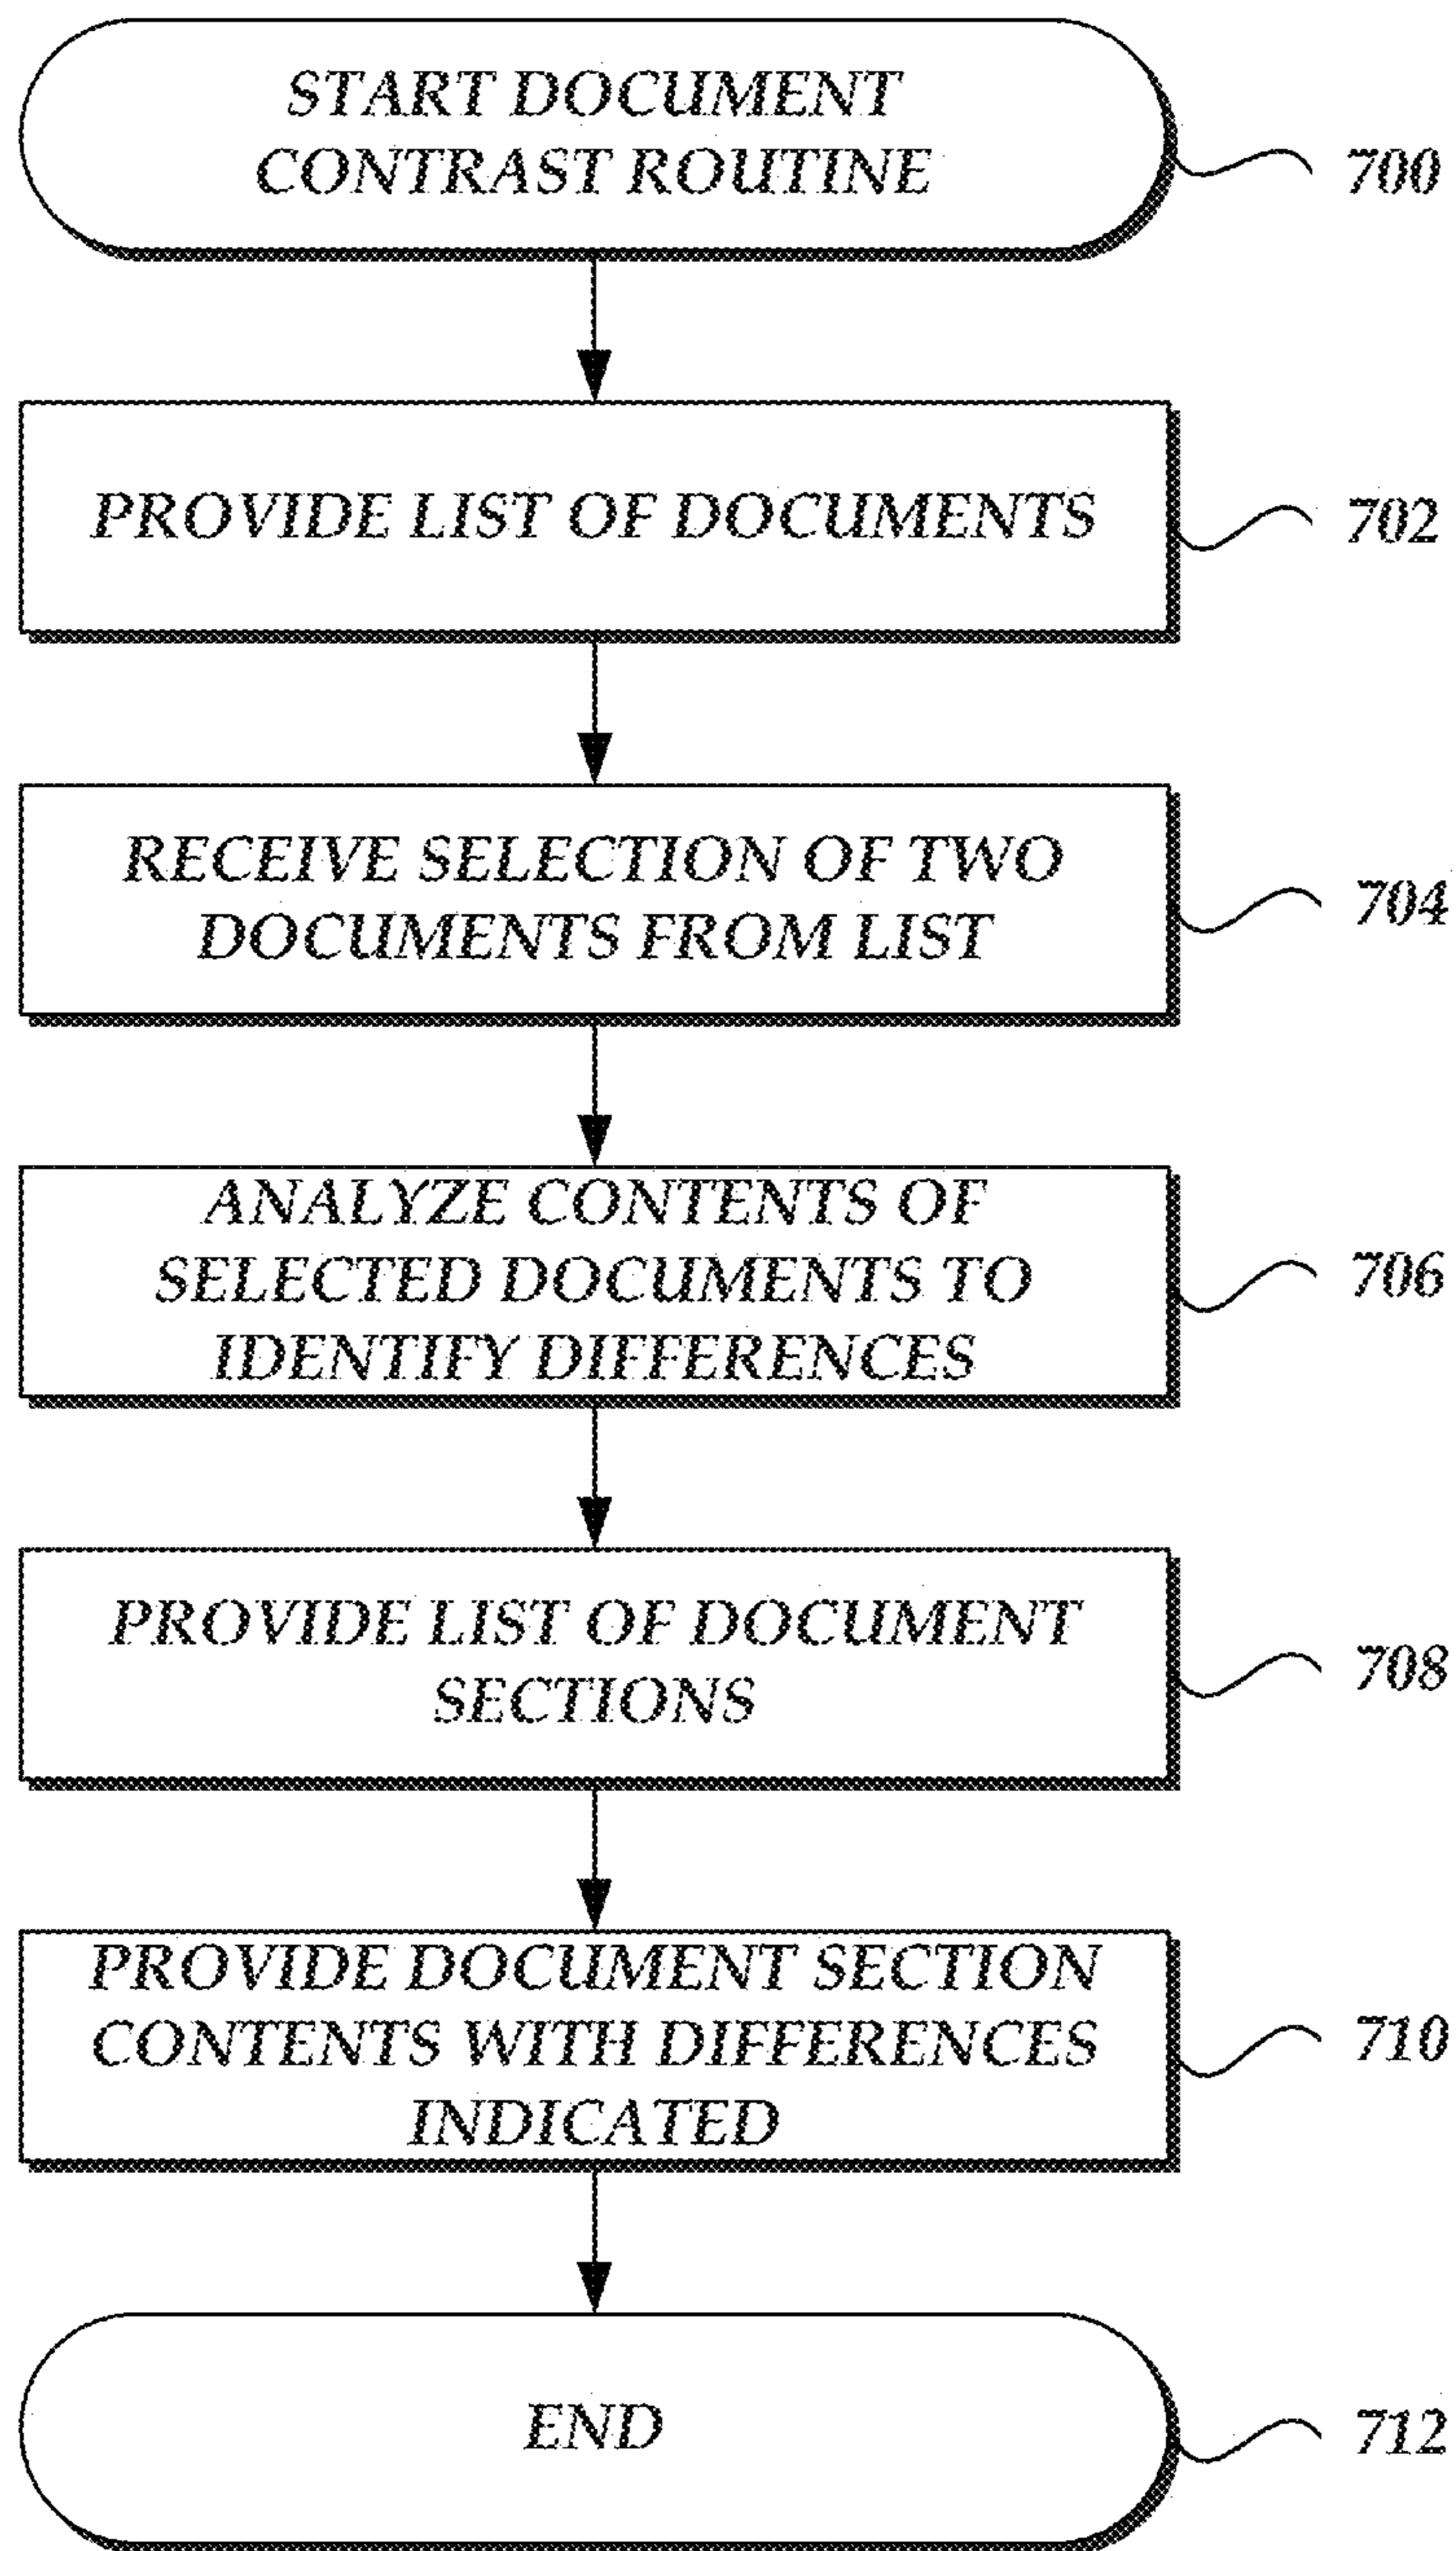 START DOCUMENT
CONTRAST ROUTINE
700
PROVIDE LIST OF DOCUMENTS
702
RECEIVE SELECTION OF TWO
DOCUMENTS FROM LIST
704
ANALYZE CONTENTS OF
SELECTED DOCUMENTS TO
IDENTIFY DIFFERENCES
706
PROVIDE LIST OF DOCUMENT
SECTIONS
708
PROVIDE DOCUMENT SECTION
CONTENTS WITH DIFFERENCES
INDICATED
710
END
712